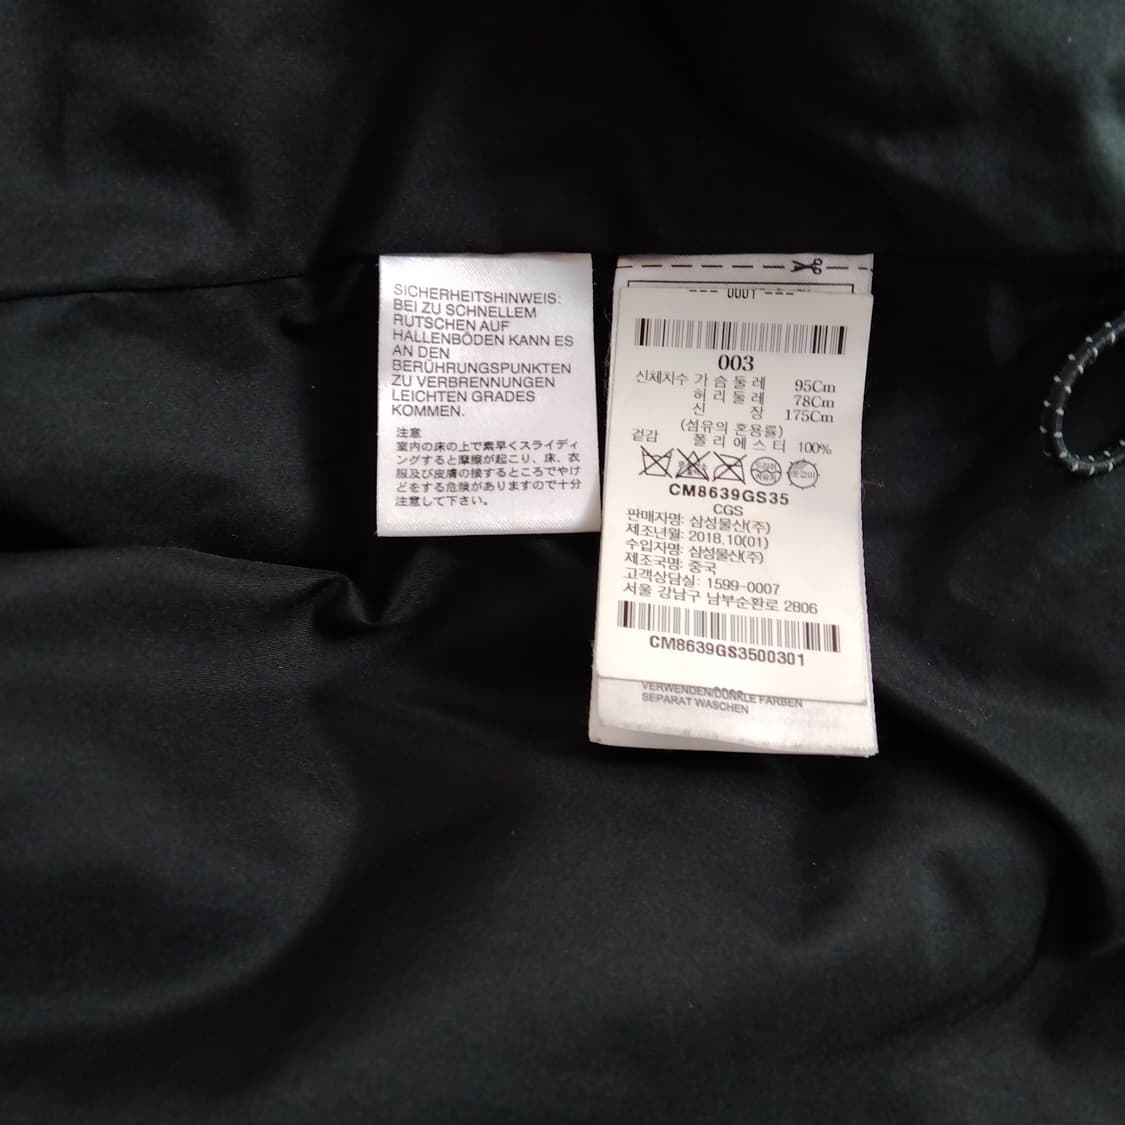 SICHERHEITSHINWEIS:
BEI ZU SCHNELLEM
RUTSCHEN AUF
HALLENBÖDEN KANN ES
AN DEN
BERÜHRUNGSPUNKTEN
ZU VERBRENNUNGEN
LEICHTEN GRADES
KOMMEN.
注意
室内の床の上で素早くスライディ
ングすると摩擦が起こり、床、衣
服及び皮膚の接するところでやけ
どをする危険がありますので十分
注意して下さい。
003
신체치수 가슴둘레 95Cm
허리둘레 78Cm
신장 175Cm
(섬유의 혼용률)
겉감 폴리에스터 100%
CM8639GS35
CGS
판매자명: 삼성물산(주)
제조년월: 2018.10(01)
수입자명: 삼성물산(주)
제조국명: 중국
고객상담실: 1599-0007
서울 강남구 남부순환로 2806
CM8639GS3500301
VERWENDEN/DUNKLE FARBEN
SEPARAT WASCHEN